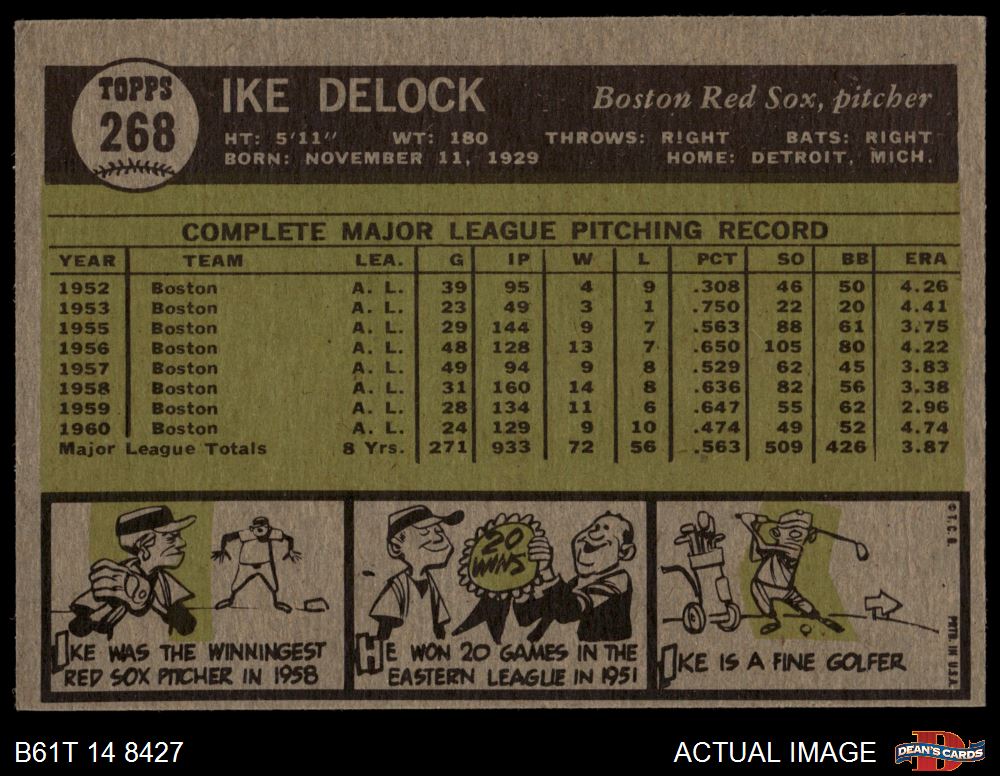 TOPPS
268
IKE DELOCK
Boston Red Sox, pitcher
HT: 5'11" WT: 180 THROWS: RIGHT BATS: RIGHT
BORN: NOVEMBER 11, 1929 HOME: DETROIT, MICH.
COMPLETE MAJOR LEAGUE PITCHING RECORD
YEAR TEAM LEA. G IP W L PCT SO BB ERA
1952 Boston A. L. 39 95 4 9 .308 46 50 4.26
1953 Boston A. L. 23 49 3 1 .750 22 20 4.41
1955 Boston A. L. 29 144 9 7 .563 88 61 3.75
1956 Boston A. L. 48 128 13 7 .650 105 80 4.22
1957 Boston A. L. 49 94 9 8 .529 62 45 3.83
1958 Boston A. L. 31 160 14 8 .636 82 56 3.38
1959 Boston A. L. 28 134 11 6 .647 55 62 2.96
1960 Boston A. L. 24 129 9 10 .474 49 52 4.74
Major League Totals 8 Yrs. 271 933 72 56 .563 509 426 3.87
IKE WAS THE WINNINGEST
RED SOX PITCHER IN 1958
20
WINS
HE WON 20 GAMES IN THE
EASTERN LEAGUE IN 1951
IKE IS A FINE GOLFER
© T. C. G.
PRTD. IN U.S.A.
B61T 14 8427
ACTUAL IMAGE
DEAN'S CARDS